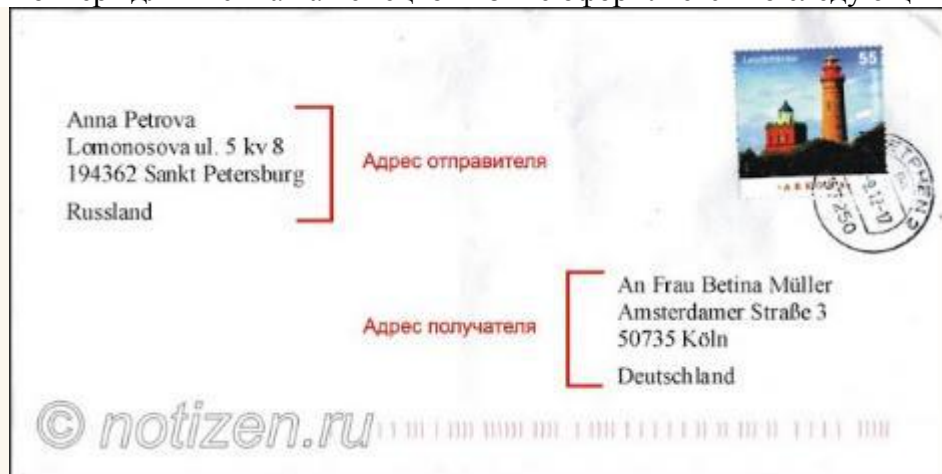 Anna Petrova
Lomonosova ul. 5 kv 8
194362 Sankt Petersburg
Russland
Адрес отправителя
Leuchttürme 55
An Frau Betina Müller
Amsterdamer Straße 3
50735 Köln
Deutschland
Адрес получателя
© notizen.ru